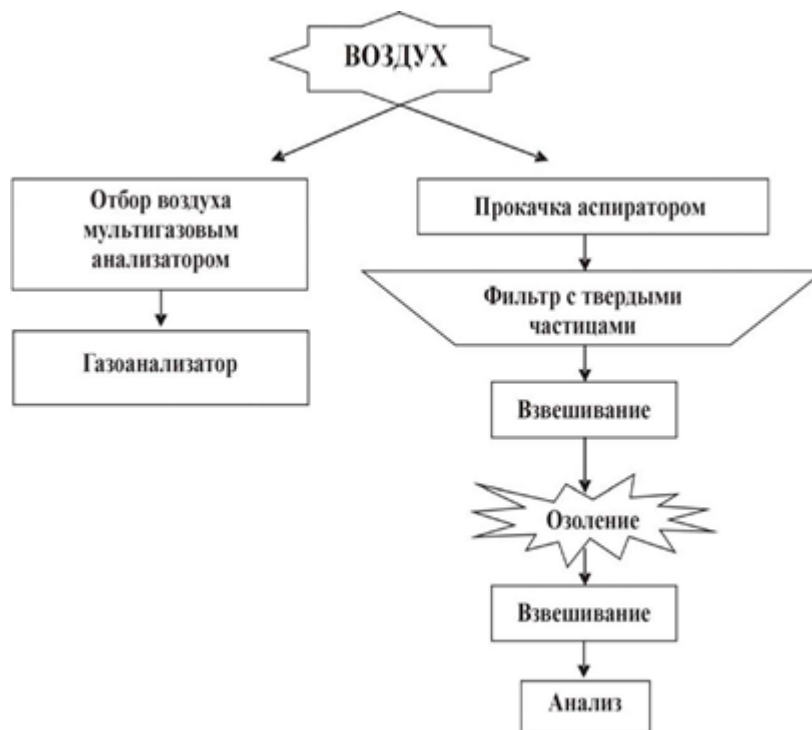 ВОЗДУХ
Отбор воздуха
мультигазовым
анализатором
Газоанализатор
Прокачка аспиратором
Фильтр с твердыми
частицами
Взвешивание
Озоление
Взвешивание
Анализ